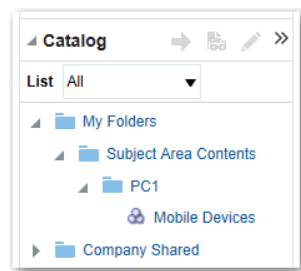 Catalog
List All
My Folders
Subject Area Contents
PC1
Mobile Devices
Company Shared